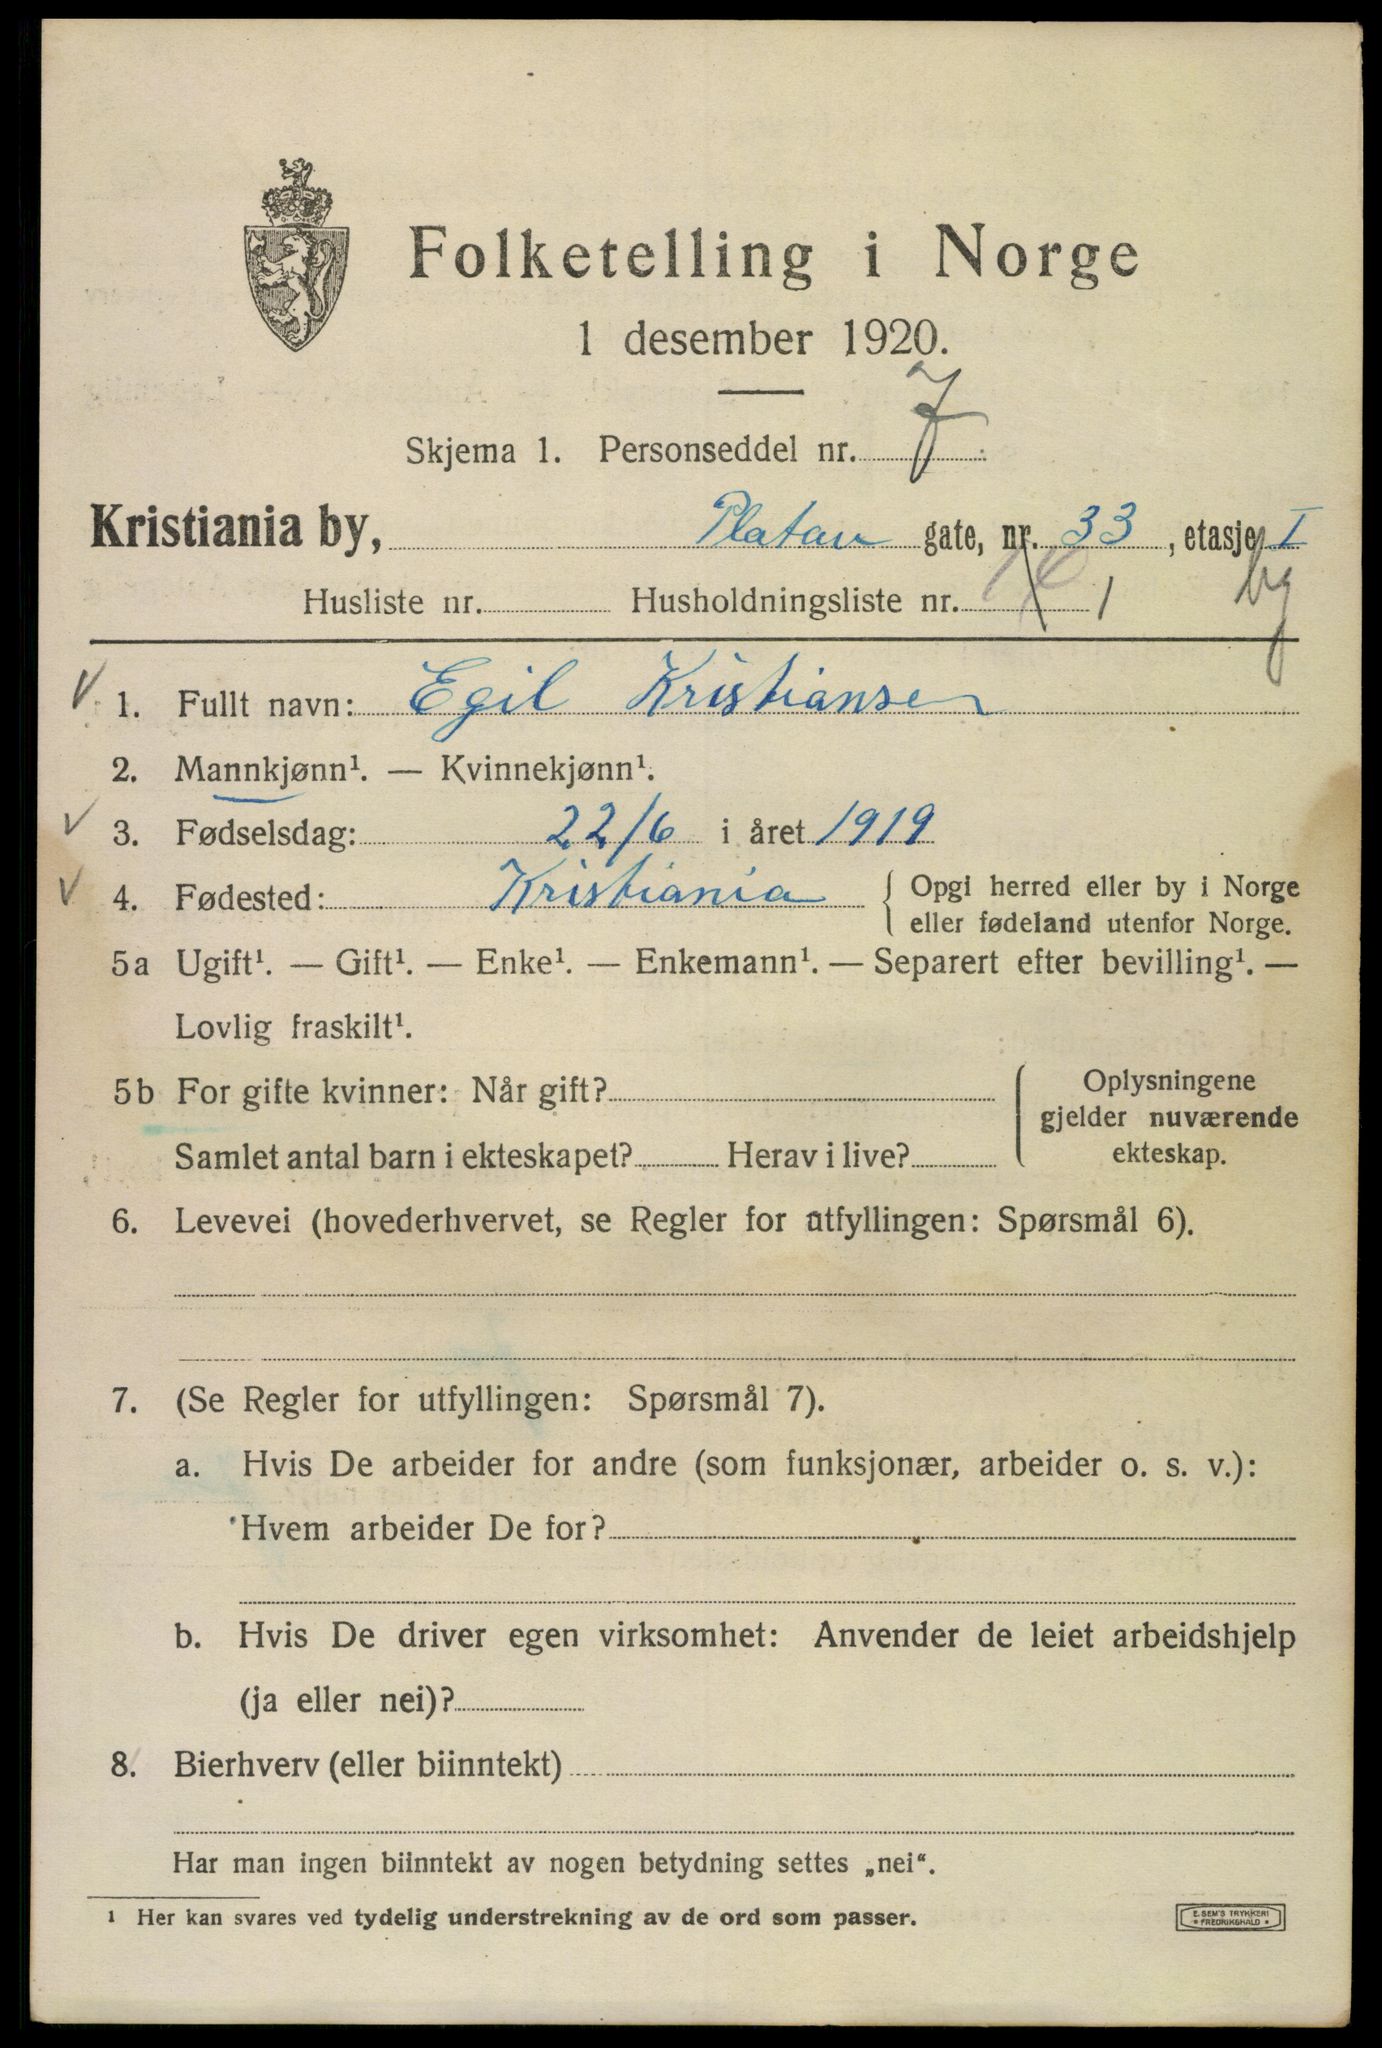 Folketelling i Norge
1 desember 1920.
Skjema 1. Personseddel nr. 7
Kristiania by, Platau gate, nr. 33, etasje I
Husliste nr. Husholdningsliste nr. 1 bg
1. Fullt navn: Egil Kristiansen
2. Mannkjønn¹. — Kvinnekjønn¹.
3. Fødselsdag: 22/6 i året 1919
4. Fødested: Kristiania { Opgi herred eller by i Norge
eller fødeland utenfor Norge.
5a Ugift¹. — Gift¹. — Enke¹. — Enkemann¹. — Separert efter bevilling¹. —
Lovlig fraskilt¹.
5b For gifte kvinner: Når gift? Oplysningene
gjelder nuværende
Samlet antal barn i ekteskapet? Herav i live? ekteskap.
6. Levevei (hovederhvervet, se Regler for utfyllingen: Spørsmål 6).
7. (Se Regler for utfyllingen: Spørsmål 7).
a. Hvis De arbeider for andre (som funksjonær, arbeider o. s. v.):
Hvem arbeider De for?
b. Hvis De driver egen virksomhet: Anvender de leiet arbeidshjelp
(ja eller nei)?
8. Bierhverv (eller biinntekt)
Har man ingen biinntekt av nogen betydning settes „nei“.
¹ Her kan svares ved tydelig understrekning av de ord som passer.
E. SEM'S TRYKKERI
FREDRIKSHALD